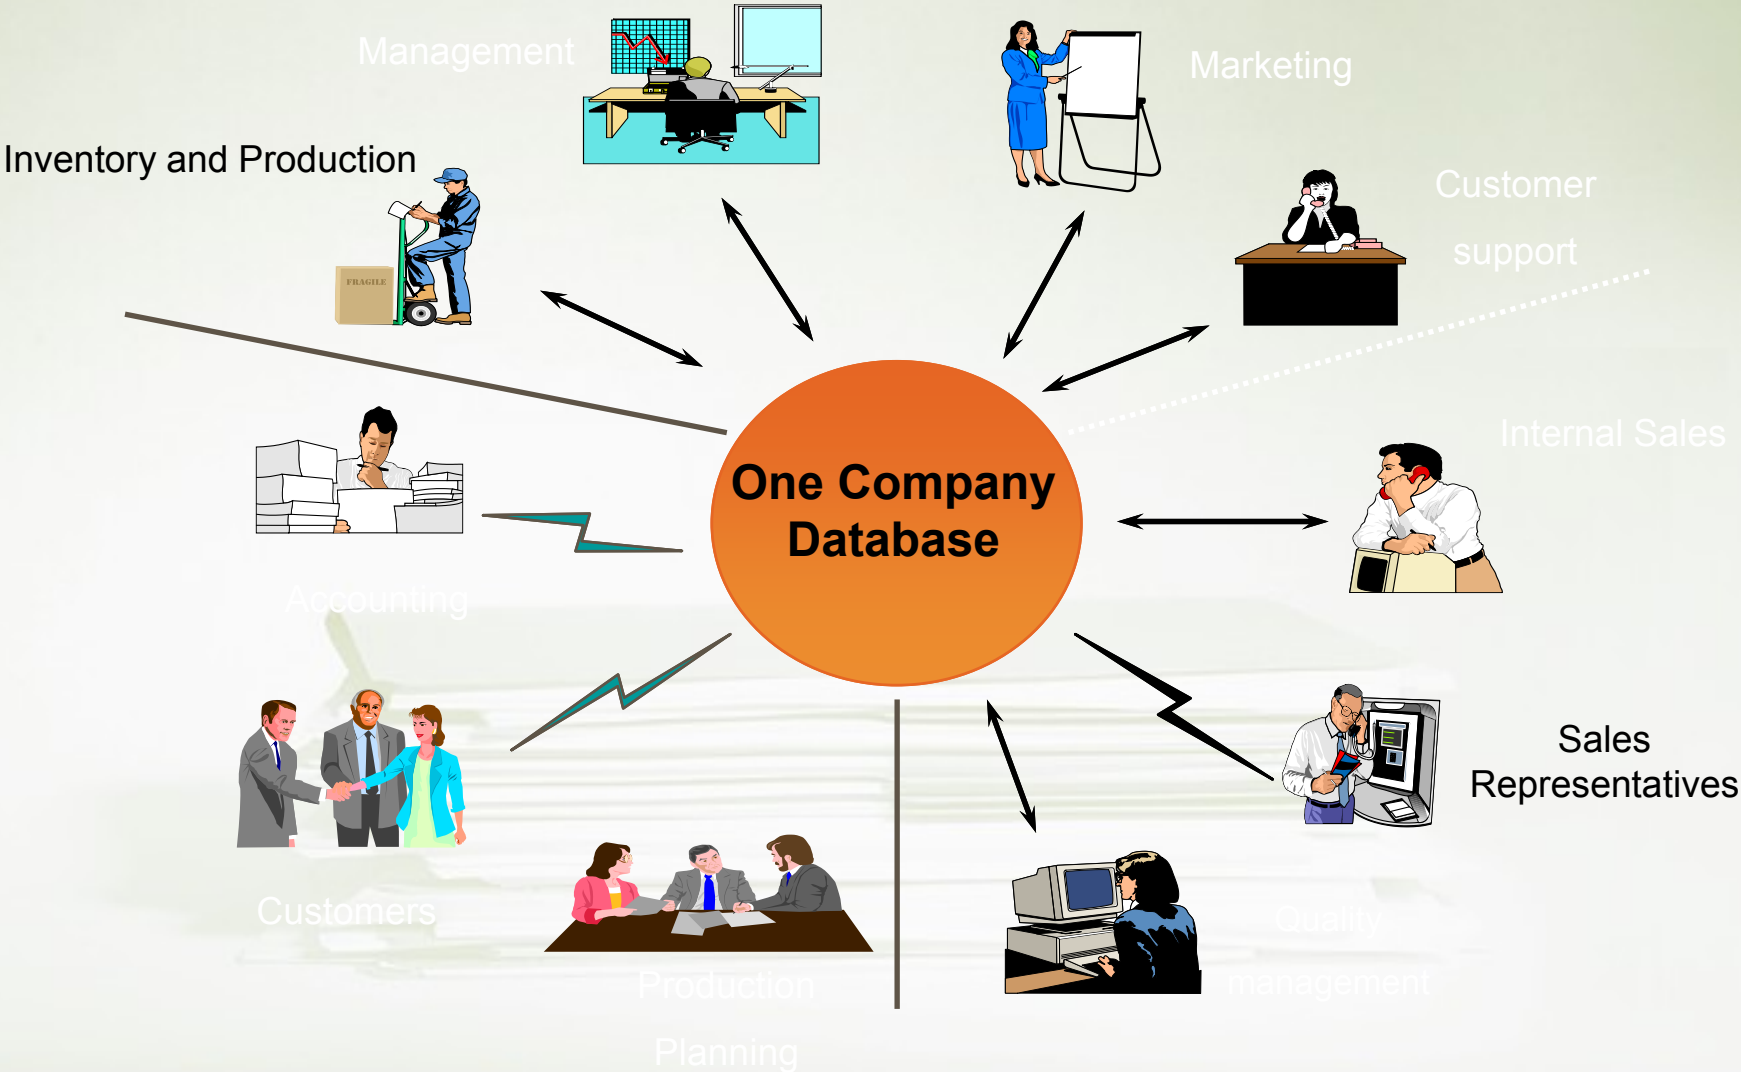 Management
Marketing
Inventory and Production
Customer
support
FRAGILE
Internal Sales
One Company
Database
Accounting
Sales
Representatives
Customers
Quality
management
Production
Planning